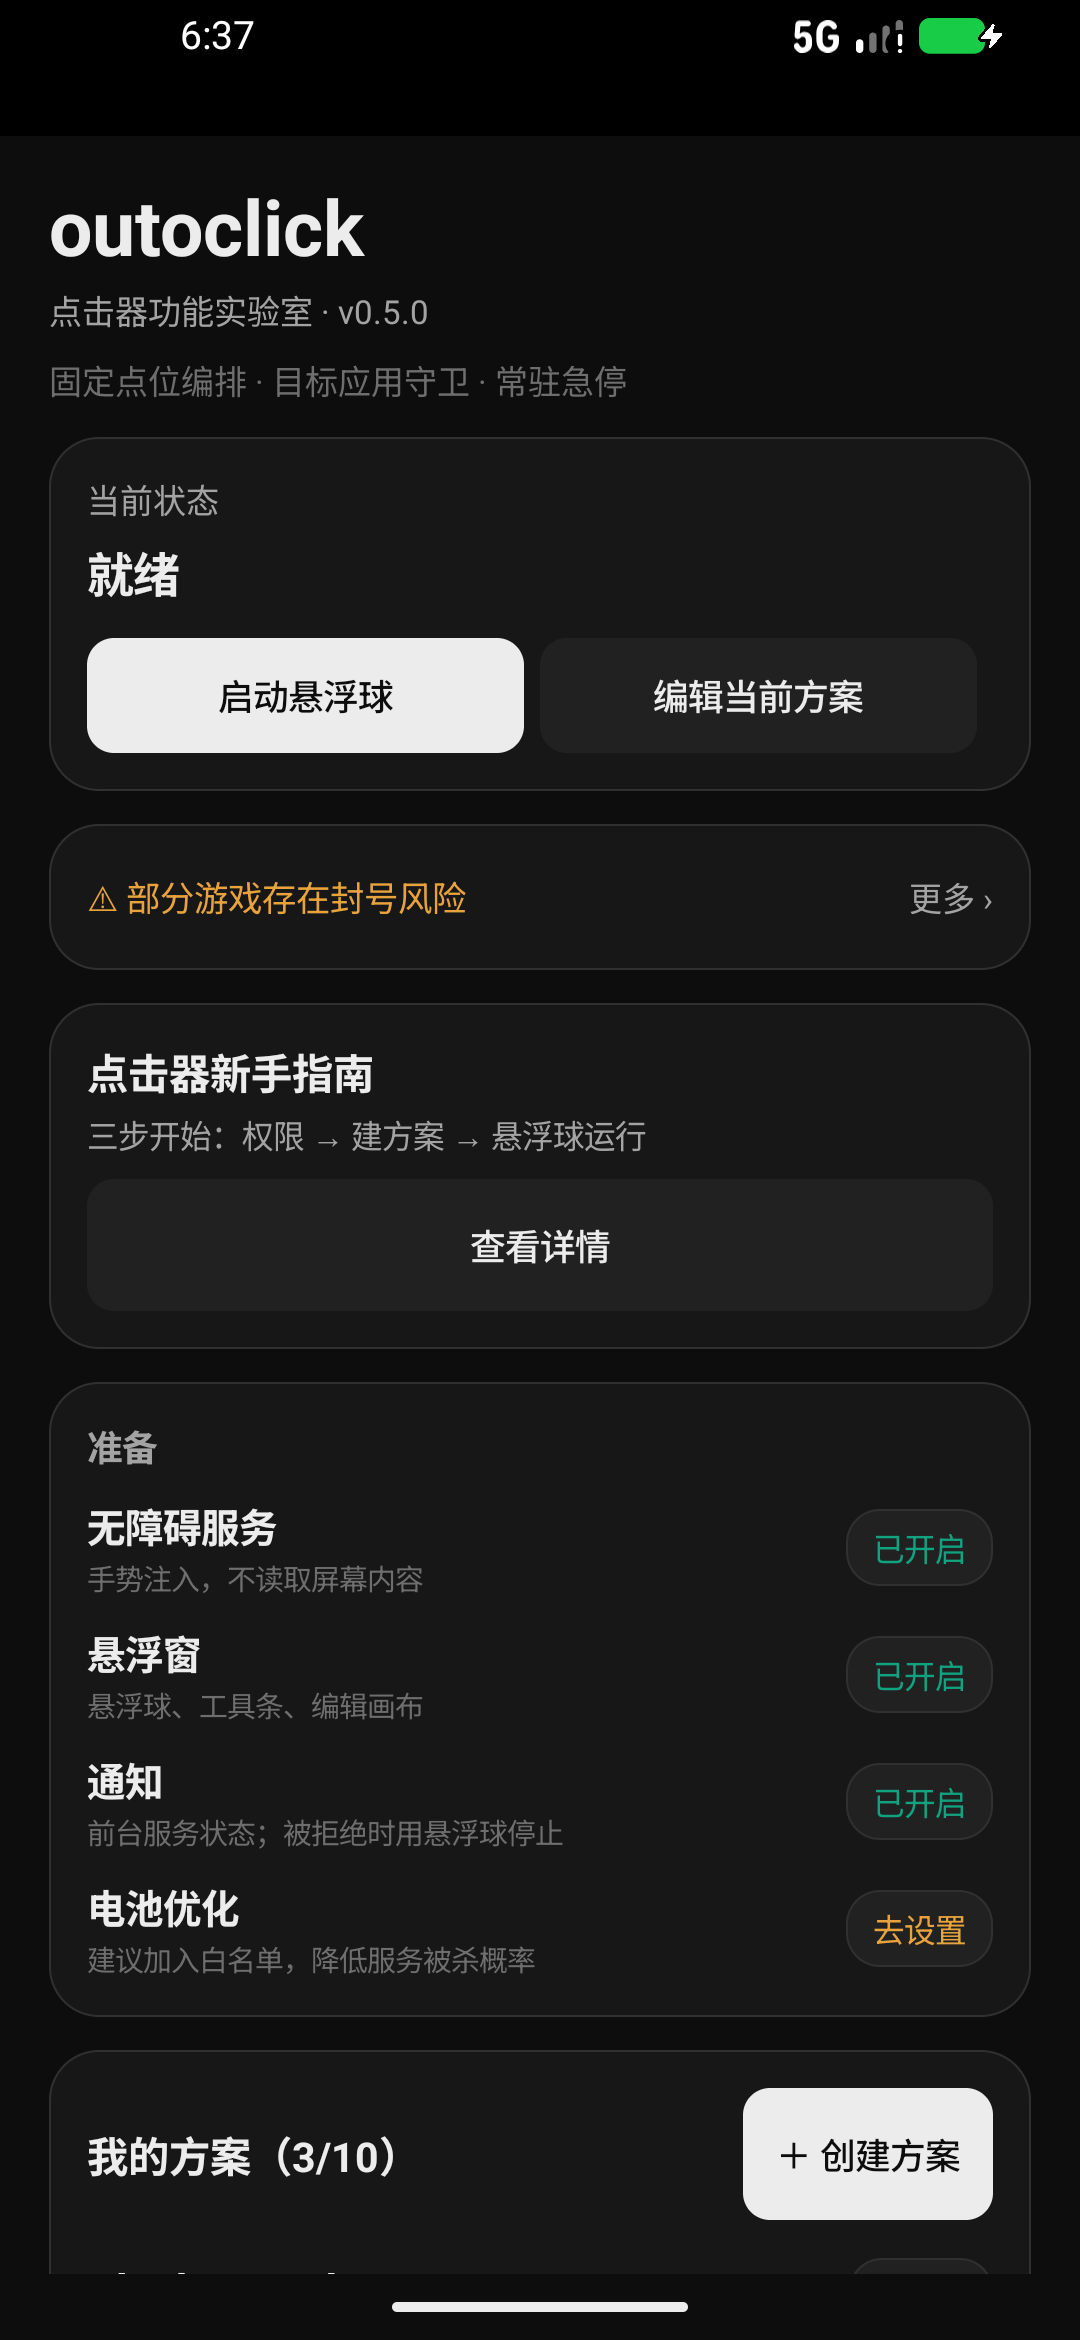 6:37
5G
outoclick
点击器功能实验室 · v0.5.0
固定点位编排 · 目标应用守卫 · 常驻急停
当前状态
就绪
启动悬浮球
编辑当前方案
⚠ 部分游戏存在封号风险
更多 ›
点击器新手指南
三步开始：权限 → 建方案 → 悬浮球运行
查看详情
准备
无障碍服务
手势注入，不读取屏幕内容
已开启
悬浮窗
悬浮球、工具条、编辑画布
已开启
通知
前台服务状态；被拒绝时用悬浮球停止
已开启
电池优化
建议加入白名单，降低服务被杀概率
去设置
我的方案（3/10）
＋ 创建方案